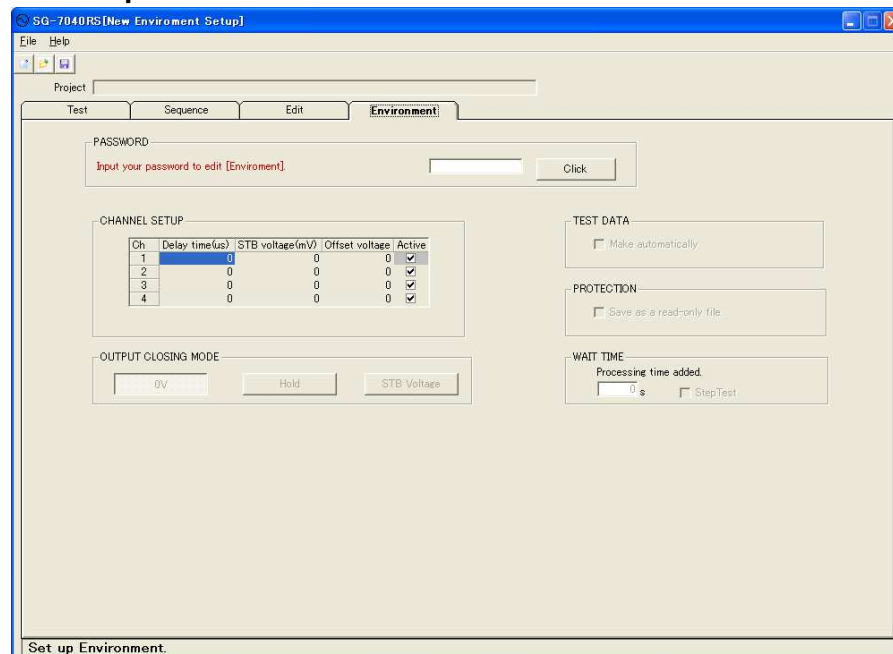 SG-7040RS[New Enviroment Setup]
File Help
Project
Test Sequence Edit Environment
PASSWORD
Input your password to edit [Enviroment].
Click
CHANNEL SETUP
Ch Delay time(us) STB voltage(mV) Offset voltage Active
1 0 0 0
2 0 0 0
3 0 0 0
4 0 0 0
OUTPUT CLOSING MODE
0V Hold STB Voltage
TEST DATA
Make automatically
PROTECTION
Save as a read-only file.
WAIT TIME
Processing time added.
0 s StepTest
Set up Environment.